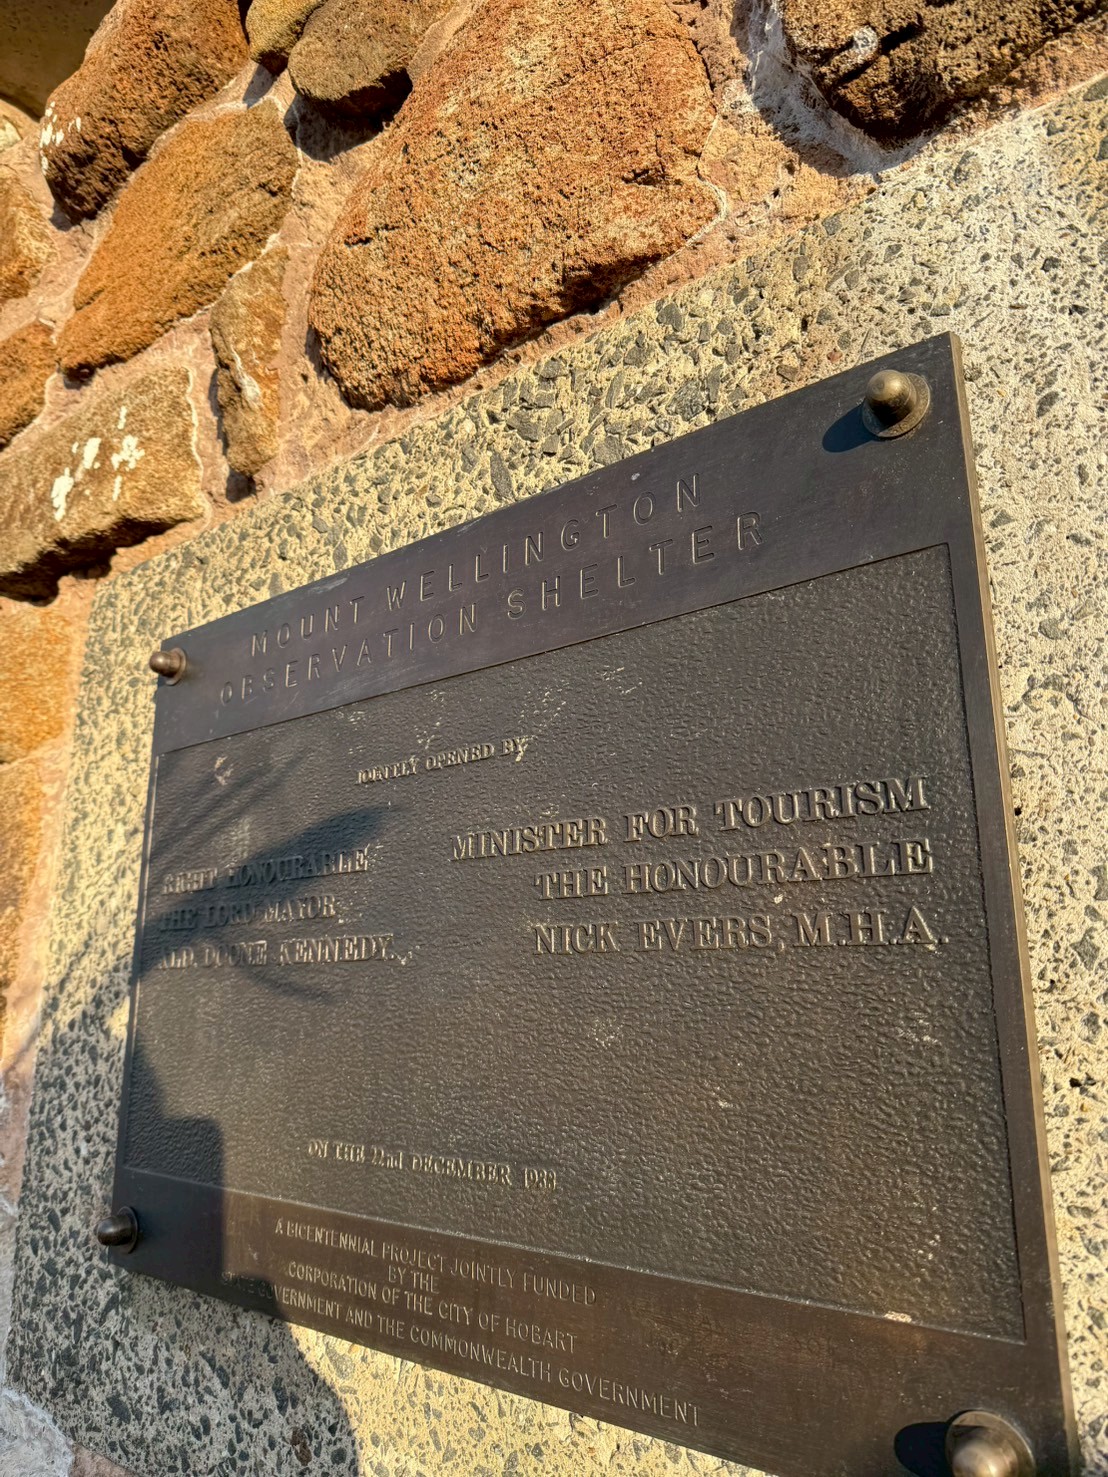 MOUNT WELLINGTON
OBSERVATION SHELTER
JOINTLY OPENED BY
RIGHT HONOURABLE
THE LORD MAYOR
ALD. DOONE KENNEDY.
MINISTER FOR TOURISM
THE HONOURABLE
NICK EVERS, M.H.A.
ON THE 22nd DECEMBER 1988
A BICENTENNIAL PROJECT JOINTLY FUNDED
BY THE
CORPORATION OF THE CITY OF HOBART
GOVERNMENT AND THE COMMONWEALTH GOVERNMENT